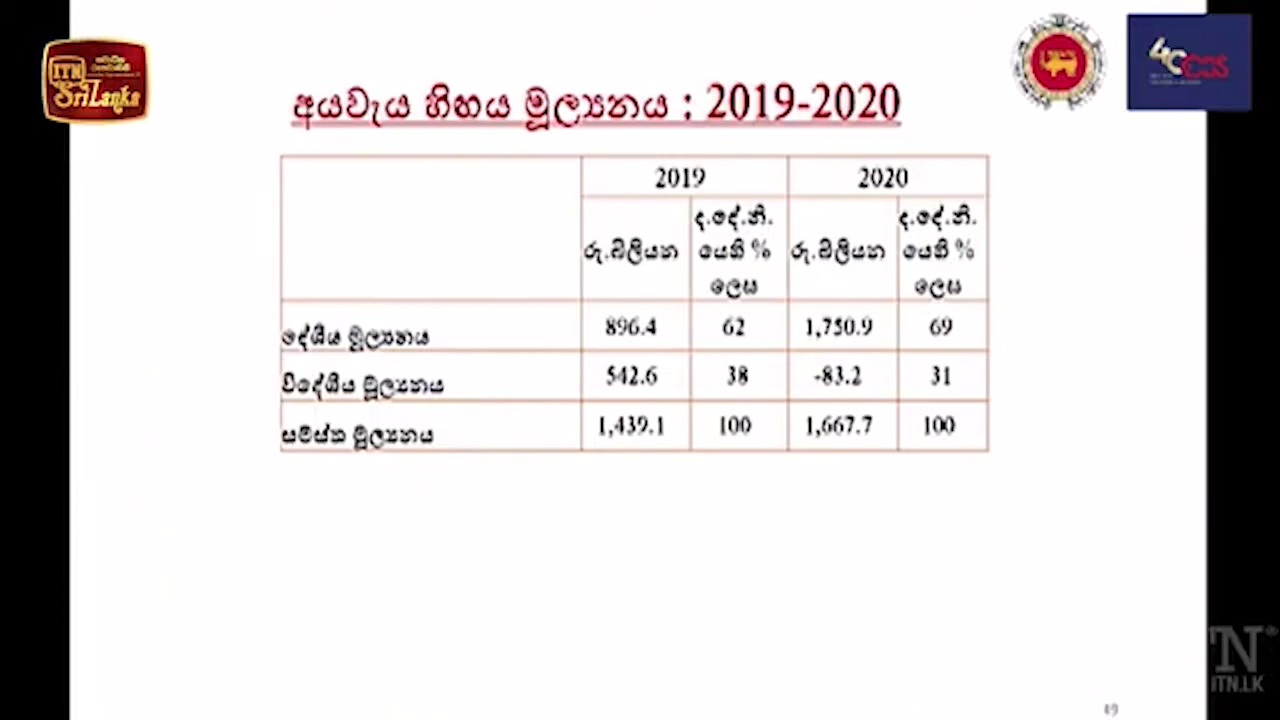 ITN
Sri Lanka
අයවැය හිඟය මූල්‍යනය : 2019-2020
2019 2020
රු.බිලියන ද.දේ.නි. යෙහි % ලෙස රු.බිලියන ද.දේ.නි. යෙහි % ලෙස
දේශීය මූල්‍යනය 896.4 62 1,750.9 69
විදේශීය මූල්‍යනය 542.6 38 -83.2 31
සමස්ත මූල්‍යනය 1,439.1 100 1,667.7 100
ITN.LK
49